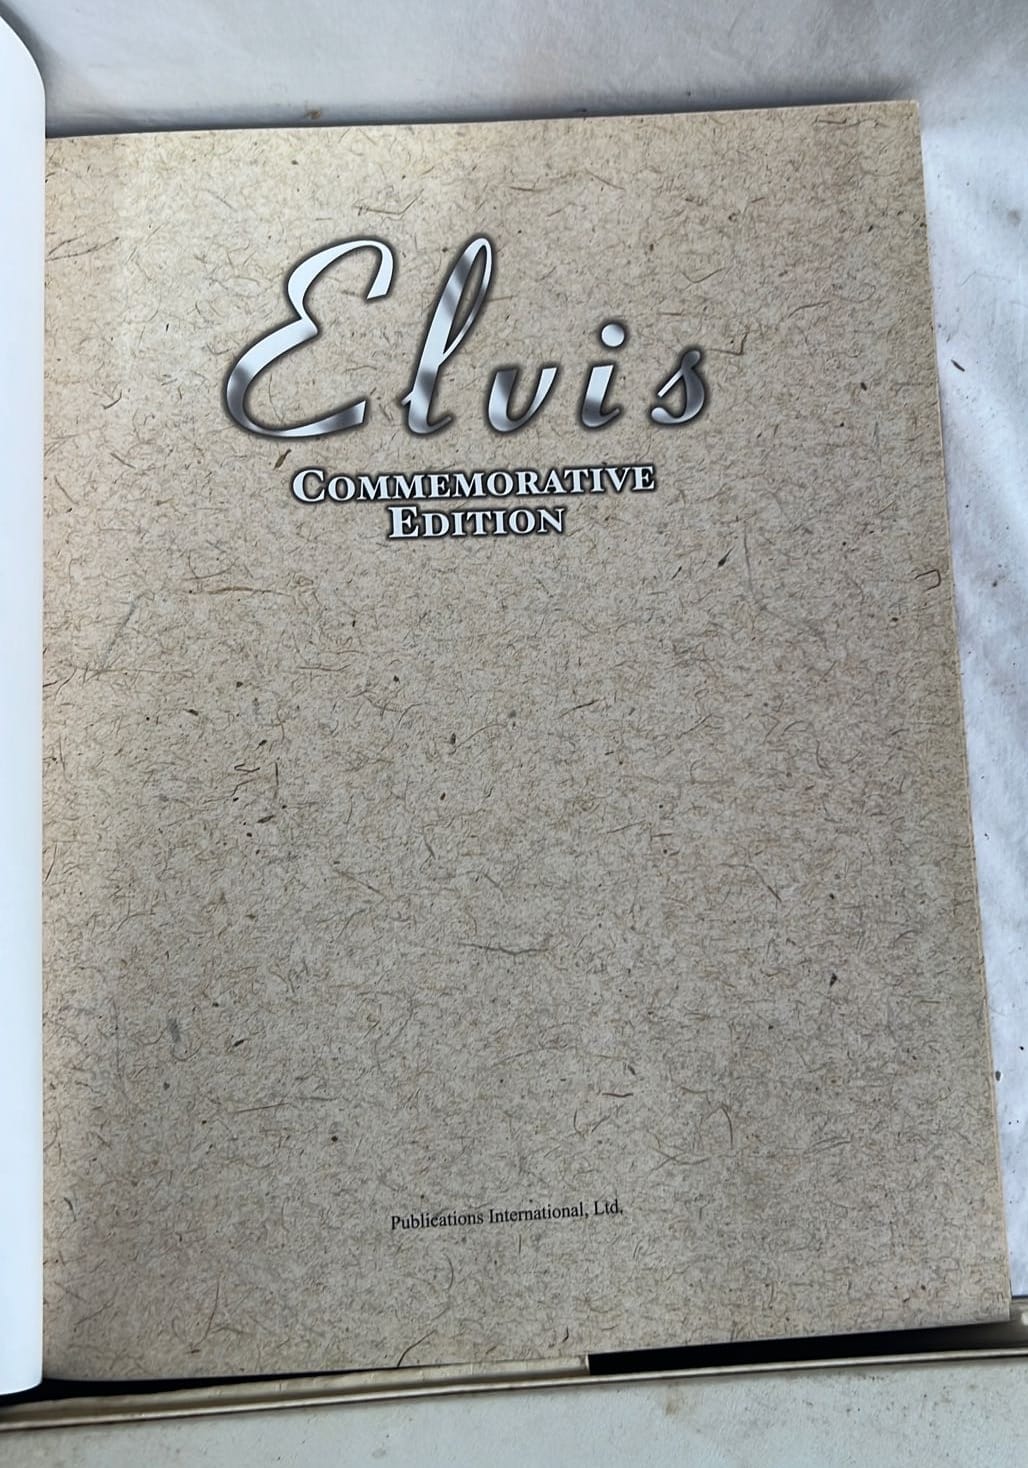 Elvis
COMMEMORATIVE
EDITION
Publications International, Ltd.